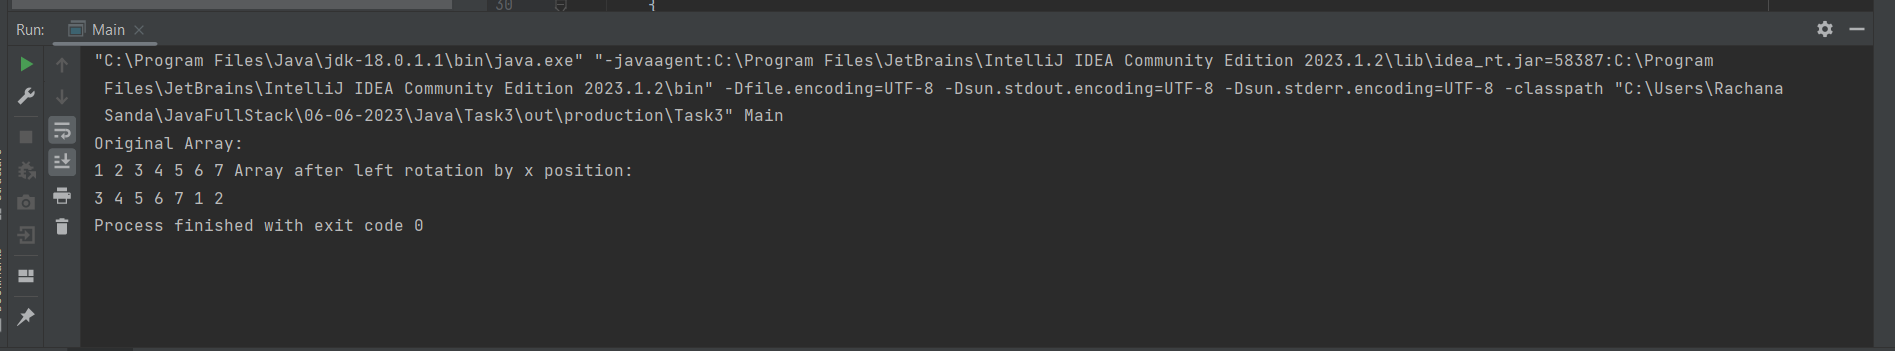 30 {
Run: Main
"C:\Program Files\Java\jdk-18.0.1.1\bin\java.exe" "-javaagent:C:\Program Files\JetBrains\IntelliJ IDEA Community Edition 2023.1.2\lib\idea_rt.jar=58387:C:\Program
Files\JetBrains\IntelliJ IDEA Community Edition 2023.1.2\bin" -Dfile.encoding=UTF-8 -Dsun.stdout.encoding=UTF-8 -Dsun.stderr.encoding=UTF-8 -classpath "C:\Users\Rachana
Sanda\JavaFullStack\06-06-2023\Java\Task3\out\production\Task3" Main
Original Array:
1 2 3 4 5 6 7 Array after left rotation by x position:
3 4 5 6 7 1 2
Process finished with exit code 0